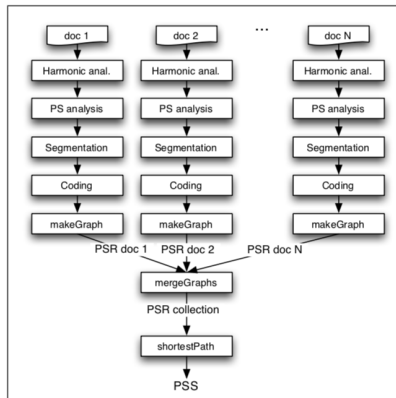 doc 1 doc 2 ... doc N
Harmonic anal. Harmonic anal. Harmonic anal.
PS analysis PS analysis PS analysis
Segmentation Segmentation Segmentation
Coding Coding Coding
makeGraph makeGraph makeGraph
PSR doc 1 PSR doc 2 PSR doc N
mergeGraphs
PSR collection
shortestPath
PSS